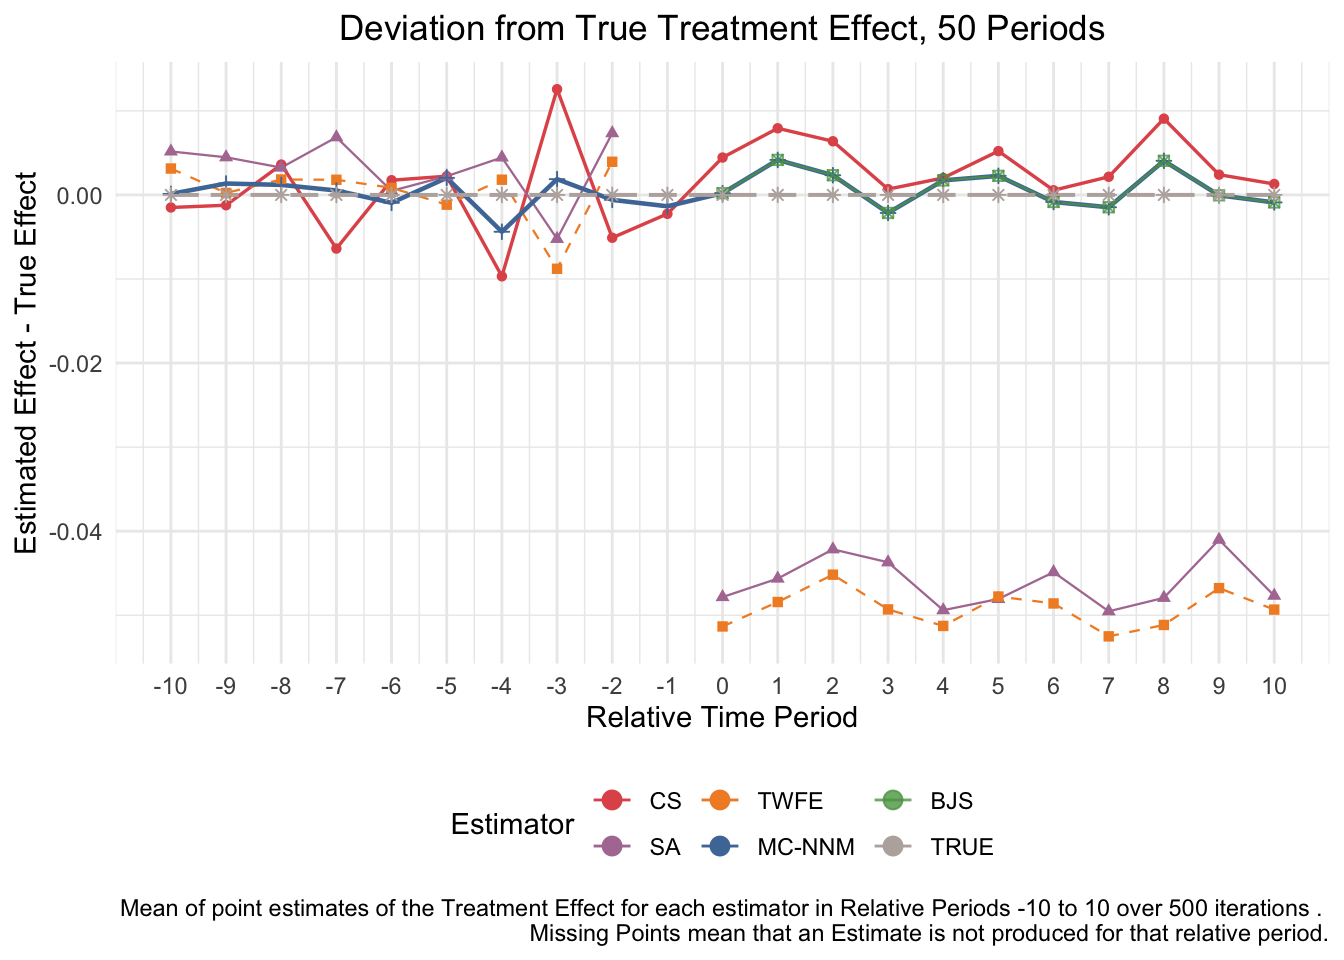 Deviation from True Treatment Effect, 50 Periods
Estimated Effect - True Effect
0.00
-0.02
-0.04
-10 -9 -8 -7 -6 -5 -4 -3 -2 -1 0 1 2 3 4 5 6 7 8 9 10
Relative Time Period
Estimator
CS TWFE BJS
SA MC-NNM TRUE
Mean of point estimates of the Treatment Effect for each estimator in Relative Periods -10 to 10 over 500 iterations .
Missing Points mean that an Estimate is not produced for that relative period.